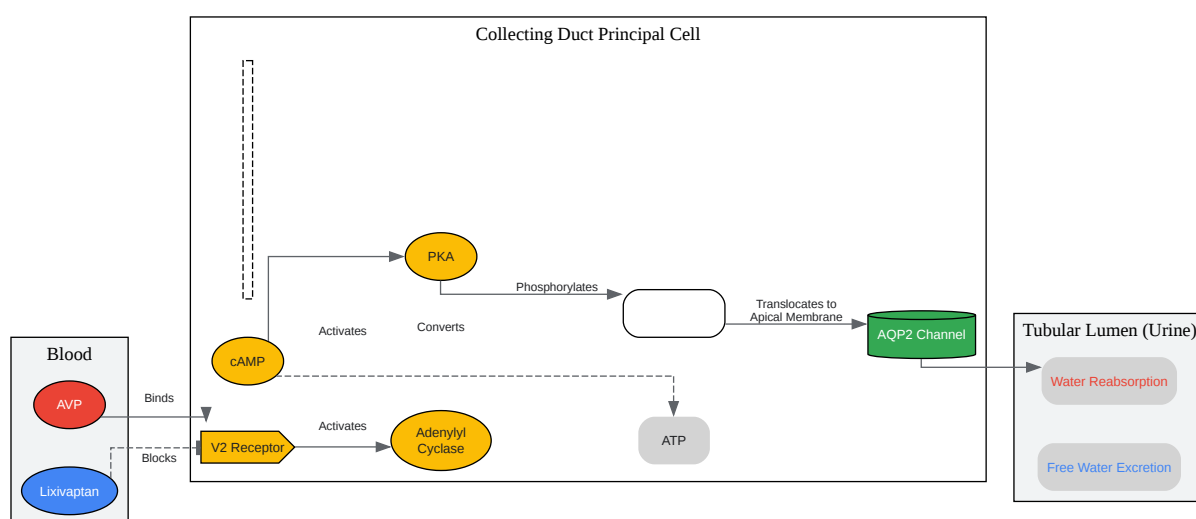 Collecting Duct Principal Cell
PKA
Phosphorylates
Translocates to
Apical Membrane
Activates
Converts
AQP2 Channel
Tubular Lumen (Urine)
Blood
cAMP
Water Reabsorption
AVP
Binds
V2 Receptor
Activates
Adenylyl
Cyclase
ATP
Blocks
Lixivaptan
Free Water Excretion